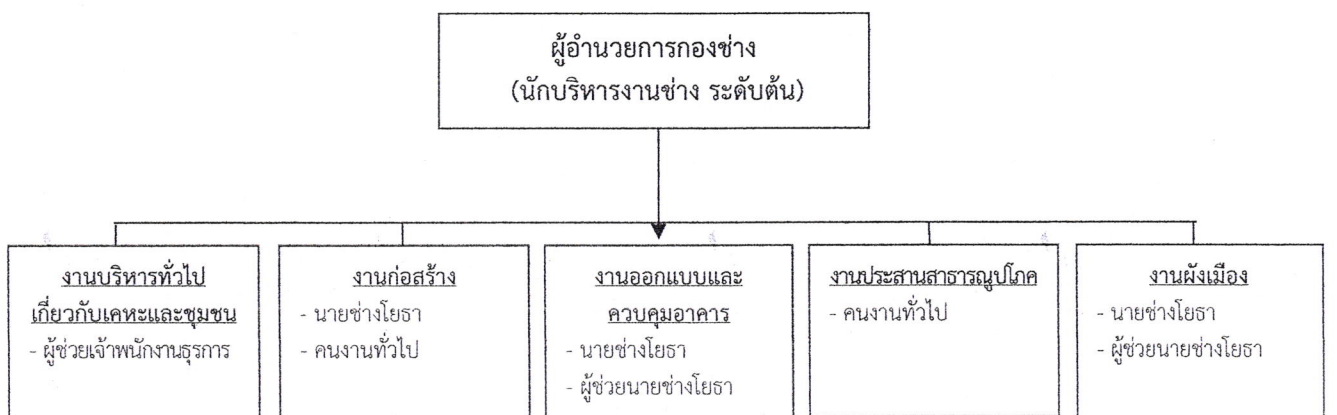 ผู้อำนวยการกองช่าง
(นักบริหารงานช่าง ระดับต้น)
งานบริหารทั่วไป
เกี่ยวกับเคหะและชุมชน
- ผู้ช่วยเจ้าพนักงานธุรการ
งานก่อสร้าง
- นายช่างโยธา
- คนงานทั่วไป
งานออกแบบและ
ควบคุมอาคาร
- นายช่างโยธา
- ผู้ช่วยนายช่างโยธา
งานประสานสาธารณูปโภค
- คนงานทั่วไป
งานผังเมือง
- นายช่างโยธา
- ผู้ช่วยนายช่างโยธา